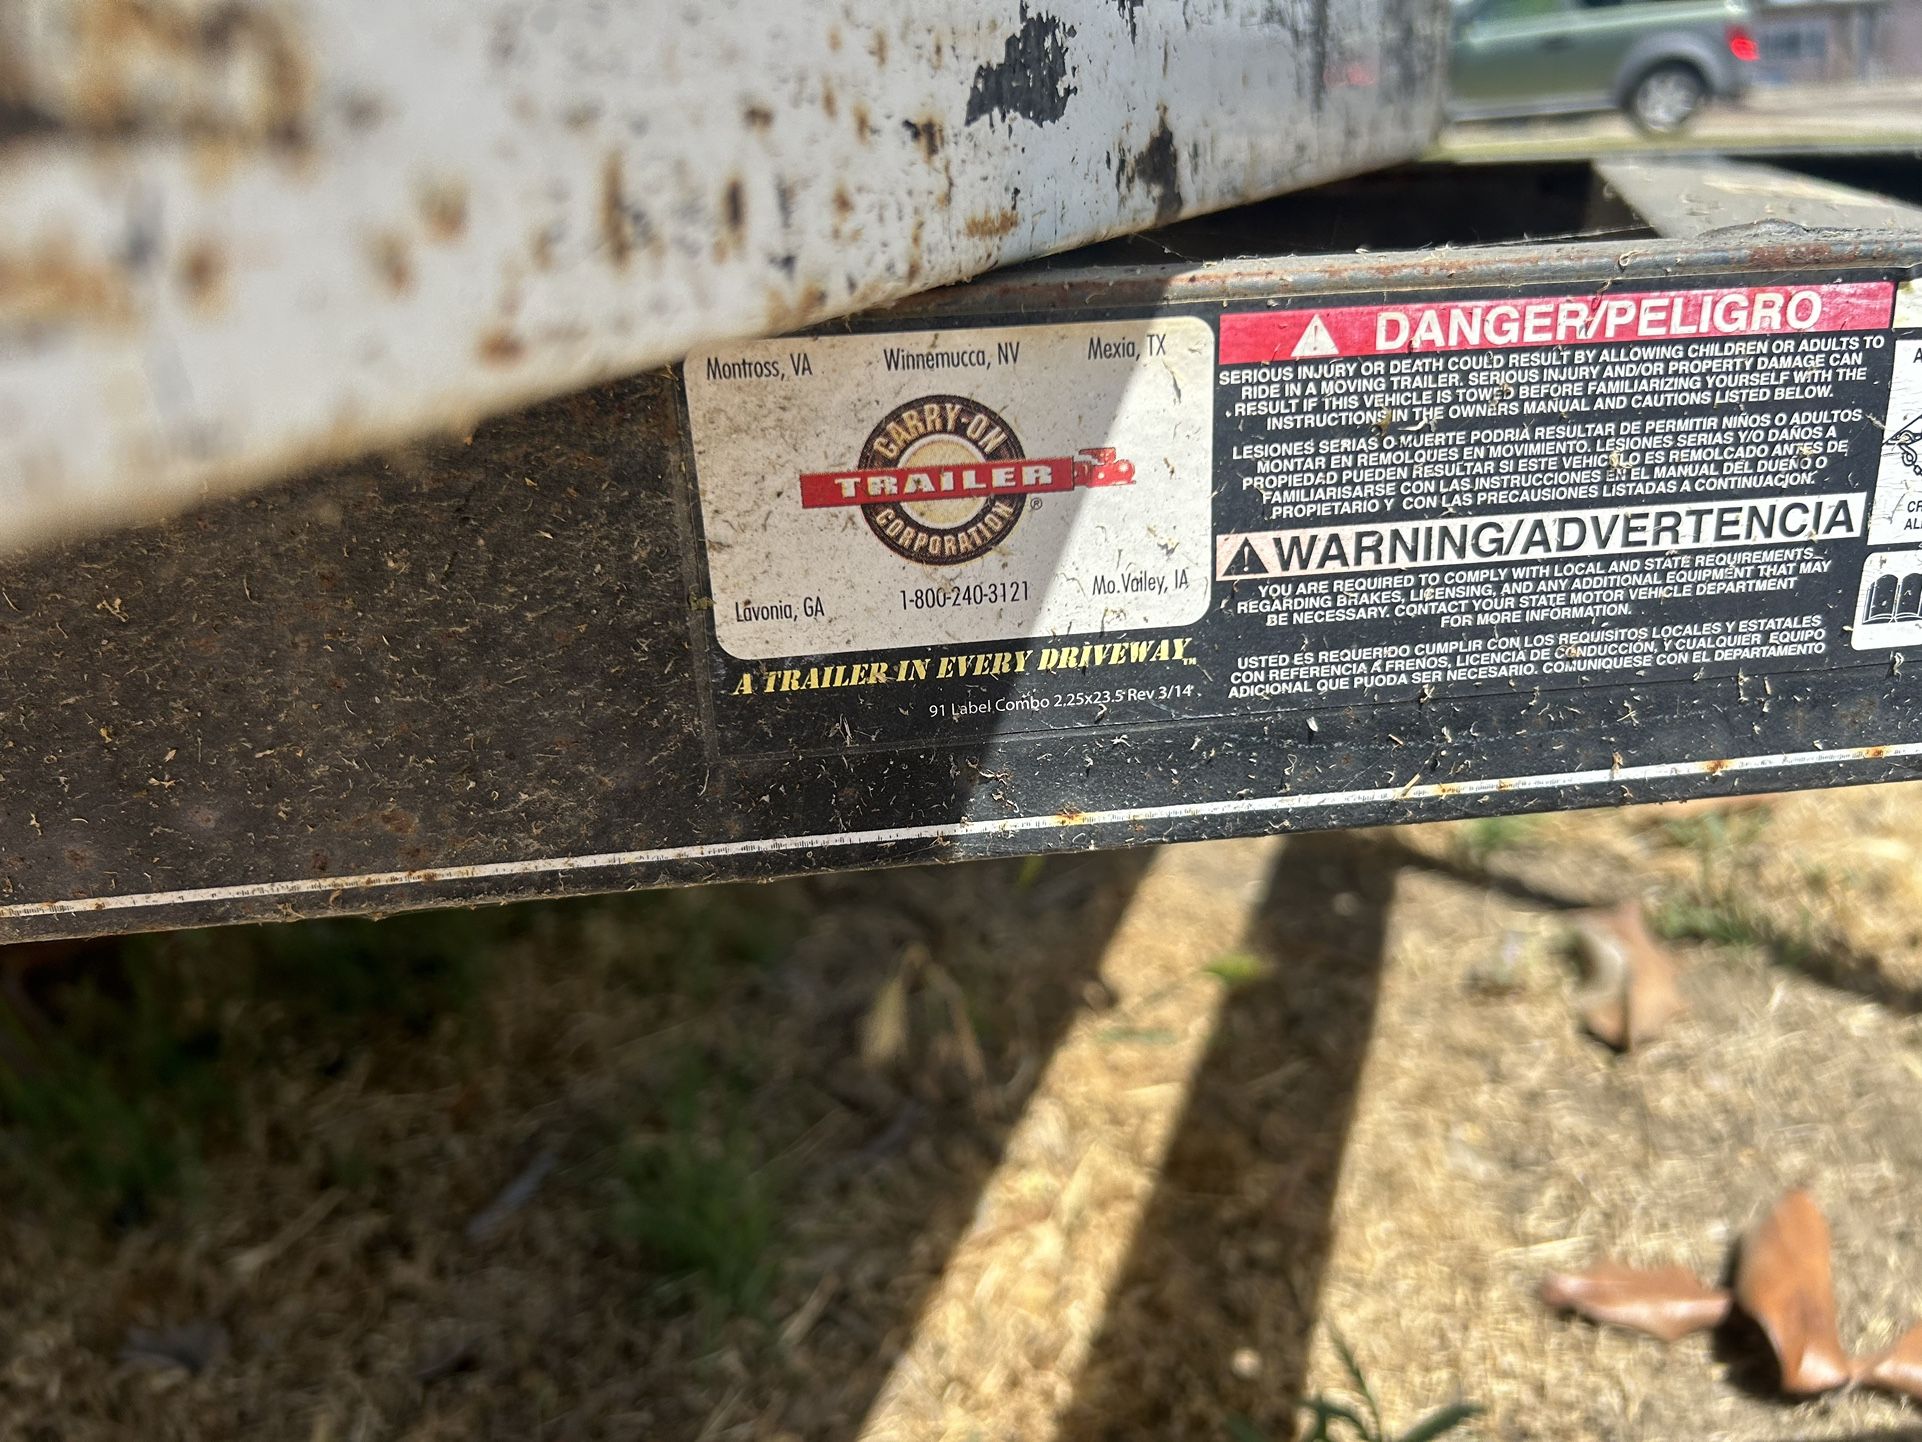 Montross, VA
Winnemucca, NV
Mexia, TX
CARRY-ON
TRAILER
CORPORATION
®
Lavonia, GA
1-800-240-3121
Mo.Valley, IA
A TRAILER IN EVERY DRIVEWAY™
91 Label Combo 2.25x23.5 Rev 3/14
DANGER/PELIGRO
SERIOUS INJURY OR DEATH COULD RESULT BY ALLOWING CHILDREN OR ADULTS TO
RIDE IN A MOVING TRAILER. SERIOUS INJURY AND/OR PROPERTY DAMAGE CAN
RESULT IF THIS VEHICLE IS TOWED BEFORE FAMILIARIZING YOURSELF WITH THE
INSTRUCTIONS IN THE OWNERS MANUAL AND CAUTIONS LISTED BELOW.
LESIONES SERIAS O MUERTE PODRIA RESULTAR DE PERMITIR NIÑOS O ADULTOS
MONTAR EN REMOLQUES EN MOVIMIENTO. LESIONES SERIAS Y/O DAÑOS A
PROPIEDAD PUEDEN RESULTAR SI ESTE VEHICULO ES REMOLCADO ANTES DE
FAMILIARISARSE CON LAS INSTRUCCIONES EN EL MANUAL DEL DUEÑO O
PROPIETARIO Y CON LAS PRECAUSIONES LISTADAS A CONTINUACION.
WARNING/ADVERTENCIA
YOU ARE REQUIRED TO COMPLY WITH LOCAL AND STATE REQUIREMENTS
REGARDING BRAKES, LICENSING, AND ANY ADDITIONAL EQUIPMENT THAT MAY
BE NECESSARY. CONTACT YOUR STATE MOTOR VEHICLE DEPARTMENT
FOR MORE INFORMATION.
USTED ES REQUERIDO CUMPLIR CON LOS REQUISITOS LOCALES Y ESTATALES
CON REFERENCIA A FRENOS, LICENCIA DE CONDUCCIÓN, Y CUALQUIER EQUIPO
ADICIONAL QUE PUODA SER NECESARIO. COMUNIQUESE CON EL DEPARTAMENTO